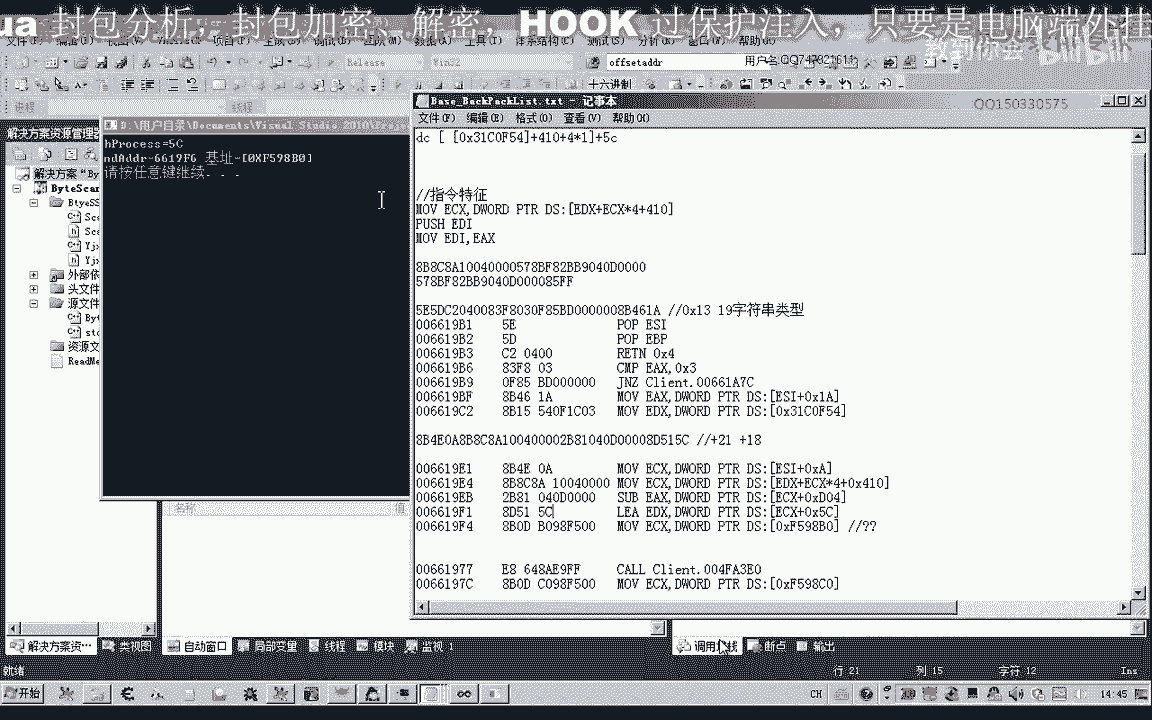 ua 封包分析，封包加密、解密，HOOK 过保护注入，只要是电脑端外挂
教到你会 bilibili
Release
Win32
offsetaddr
十六进制
进程:
线程:
Base_BackPackList.txt - 记事本
QQ150330575
文件(F) 编辑(E) 格式(O) 查看(V) 帮助(H)
解决方案资源管理器
解决方案 "By
ByteScan
BtyeSS
Sca
Sca
Yjx
Yjx
外部依
头文件
源文件
Byt
std
资源文
ReadMe
D:\用户目录\Documents\Visual Studio 2010\Proje
hProcess=5C
ndAddr=6619F6 基址=[0XF598B0]
请按任意键继续. . .
dc [ [0x31C0F54]+410+4*1]+5c
//指令特征
MOV ECX,DWORD PTR DS:[EDX+ECX*4+410]
PUSH EDI
MOV EDI,EAX
8B8C8A10040000578BF82BB9040D0000
578BF82BB9040D000085FF
5E5DC2040083F8030F85BD0000008B461A //0x13 19字符串类型
006619B1 5E POP ESI
006619B2 5D POP EBP
006619B3 C2 0400 RETN 0x4
006619B6 83F8 03 CMP EAX,0x3
006619B9 0F85 BD000000 JNZ Client.00661A7C
006619BF 8B46 1A MOV EAX,DWORD PTR DS:[ESI+0x1A]
006619C2 8B15 540F1C03 MOV EDX,DWORD PTR DS:[0x31C0F54]
8B4E0A8B8C8A100400002B81040D00008D515C //+21 +18
006619E1 8B4E 0A MOV ECX,DWORD PTR DS:[ESI+0xA]
006619E4 8B8C8A 10040000 MOV ECX,DWORD PTR DS:[EDX+ECX*4+0x410]
006619EB 2B81 040D0000 SUB EAX,DWORD PTR DS:[ECX+0xD04]
006619F1 8D51 5C LEA EDX,DWORD PTR DS:[ECX+0x5C]
006619F4 8B0D B098F500 MOV ECX,DWORD PTR DS:[0xF598B0] //??
00661977 E8 648AE9FF CALL Client.004FA3E0
0066197C 8B0D C098F500 MOV ECX,DWORD PTR DS:[0xF598C0]
名称
值
解决方案资… 类视图
自动窗口 局部变量 线程 模块 监视 1
调用堆栈 断点 输出
就绪
行 21 列 15 字符 12 Ins
开始
CH
14:45